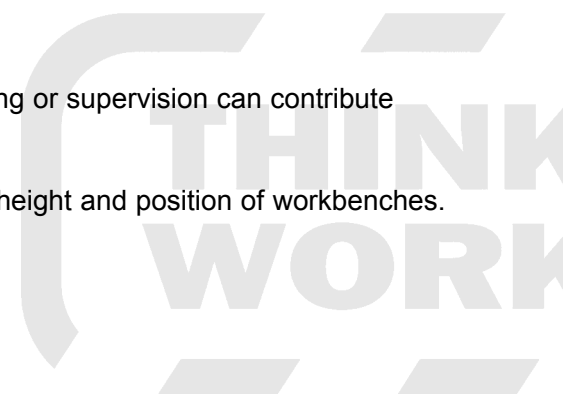 ng or supervision can contribute
THINK
height and position of workbenches.
WORK